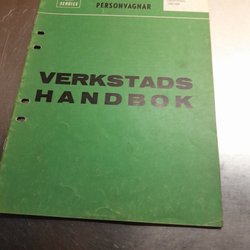 SERVICE
PERSONVAGNAR
VERKSTADS
HANDBOK